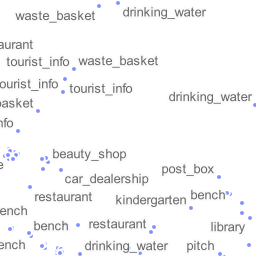 drinking_water
waste_basket
aurant
tourist_info
waste_basket
ourist_info
tourist_info
drinking_water
basket
nfo
beauty_shop
e
post_box
car_dealership
restaurant
bench
kindergarten
ench
restaurant
bench
library
ench
drinking_water
pitch